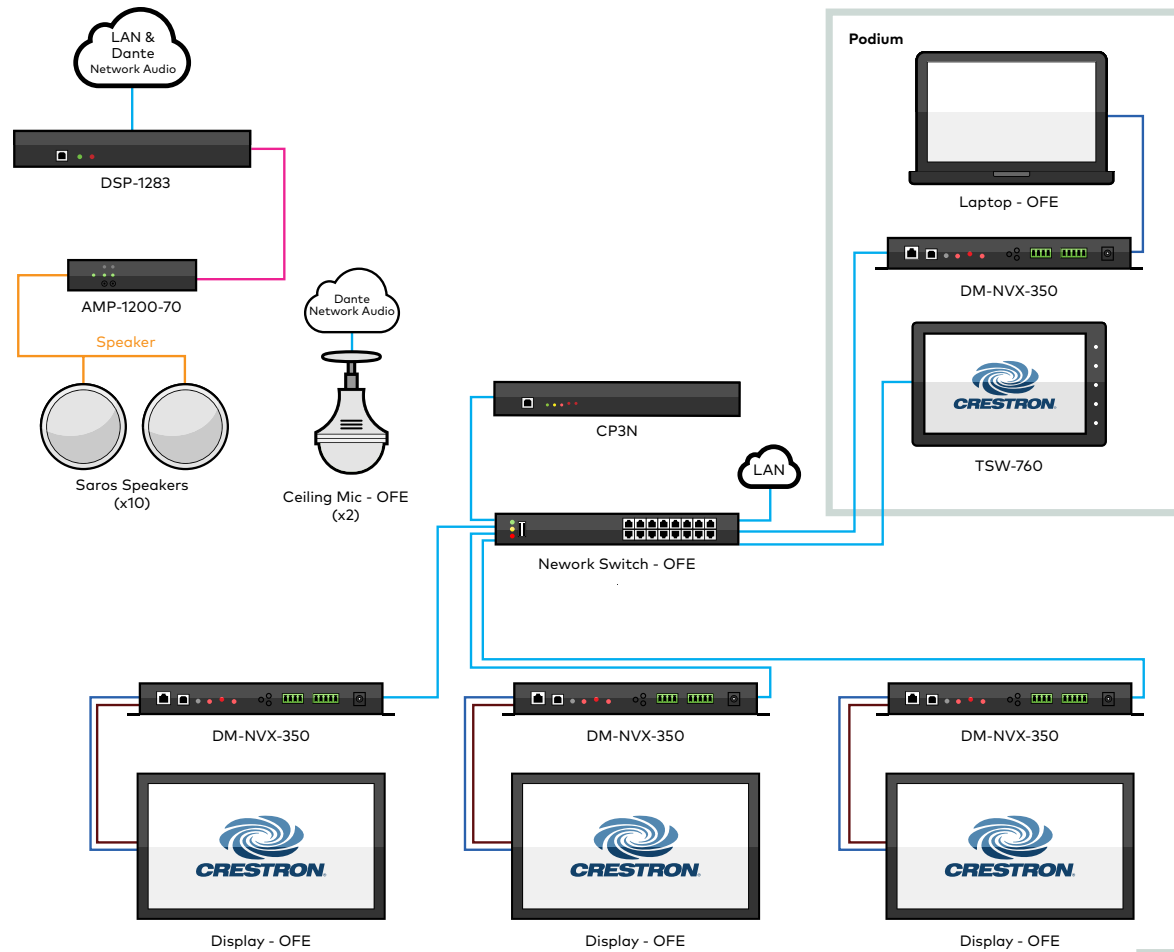 LAN &
Dante
Network Audio
DSP-1283
AMP-1200-70
Speaker
Saros Speakers
(x10)
Dante
Network Audio
Ceiling Mic - OFE
(x2)
Podium
Laptop - OFE
DM-NVX-350
CRESTRON
TSW-760
CP3N
LAN
Nework Switch - OFE
DM-NVX-350
CRESTRON
Display - OFE
DM-NVX-350
CRESTRON
Display - OFE
DM-NVX-350
CRESTRON
Display - OFE